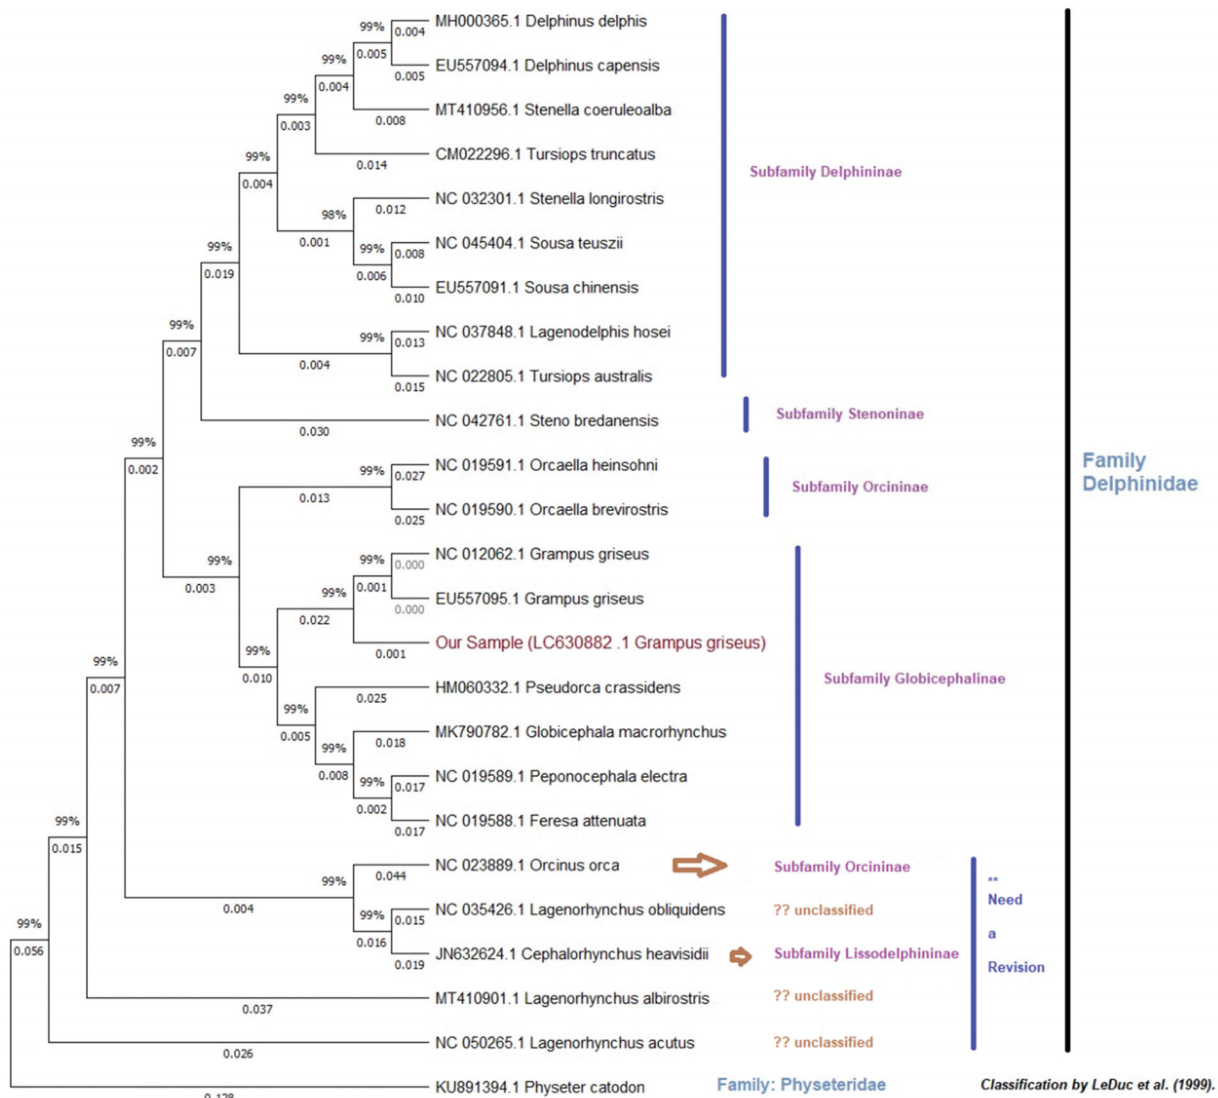 99%
0.004
MH000365.1 Delphinus delphis
99%
0.005
0.005
EU557094.1 Delphinus capensis
99%
0.004
0.008
MT410956.1 Stenella coeruleoalba
99%
0.003
0.014
CM022296.1 Tursiops truncatus
Subfamily Delphininae
99%
0.004
98%
0.012
NC 032301.1 Stenella longirostris
0.001
99%
0.008
NC 045404.1 Sousa teuszii
0.006
0.010
EU557091.1 Sousa chinensis
99%
0.019
99%
0.013
NC 037848.1 Lagenodelphis hosei
0.004
0.015
NC 022805.1 Tursiops australis
99%
0.007
0.030
NC 042761.1 Steno bredanensis
Subfamily Stenoninae
99%
0.002
99%
0.027
NC 019591.1 Orcaella heinsohni
0.013
0.025
NC 019590.1 Orcaella brevirostris
Subfamily Orcininae
Family
Delphinidae
99%
0.003
99%
0.000
NC 012062.1 Grampus griseus
0.001
0.000
EU557095.1 Grampus griseus
99%
0.022
0.001
Our Sample (LC630882 .1 Grampus griseus)
99%
0.010
0.025
HM060332.1 Pseudorca crassidens
Subfamily Globicephalinae
99%
0.005
0.018
MK790782.1 Globicephala macrorhynchus
99%
0.008
99%
0.017
NC 019589.1 Peponocephala electra
0.002
0.017
NC 019588.1 Feresa attenuata
99%
0.007
99%
0.044
NC 023889.1 Orcinus orca
Subfamily Orcininae
0.004
99%
0.015
NC 035426.1 Lagenorhynchus obliquidens
?? unclassified
0.016
0.019
JN632624.1 Cephalorhynchus heavisidii
Subfamily Lissodelphininae
**
Need
a
Revision
99%
0.015
0.037
MT410901.1 Lagenorhynchus albirostris
?? unclassified
99%
0.056
0.026
NC 050265.1 Lagenorhynchus acutus
?? unclassified
KU891394.1 Physeter catodon
Family: Physeteridae
Classification by LeDuc et al. (1999).